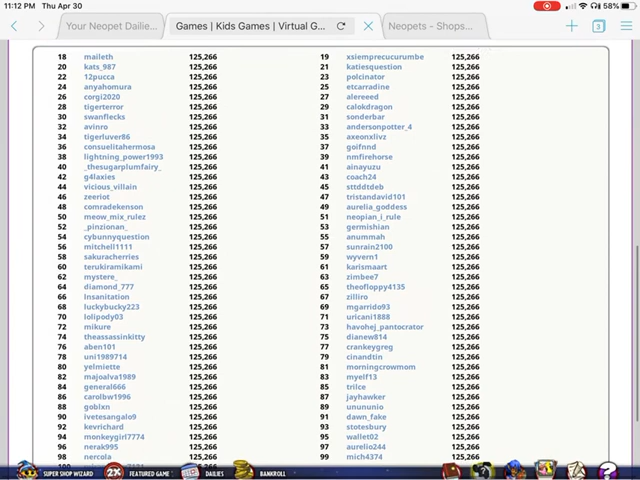 11:12 PM Thu Apr 30 58%
Your Neopet Dailie... Games | Kids Games | Virtual G... Neopets - Shops... 3
18 maileth 125,266 19 xsiemprecucurumbe 125,266
20 kats_987 125,266 21 katiesquestion 125,266
22 12pucca 125,266 23 polcinator 125,266
24 anyahomura 125,266 25 etcarradine 125,266
26 corgi2020 125,266 27 alereeed 125,266
28 tigerterror 125,266 29 calokdragon 125,266
30 swanflecks 125,266 31 sonderbar 125,266
32 avinro 125,266 33 andersonpotter_4 125,266
34 tigerluver86 125,266 35 axeonxlivz 125,266
36 consuelitahermosa 125,266 37 goifnnd 125,266
38 lightning_power1993 125,266 39 nmfirehorse 125,266
40 _thesugarplumfairy_ 125,266 41 ainayuzu 125,266
42 g4laxies 125,266 43 coach24 125,266
44 vicious_villain 125,266 45 sttddtdeb 125,266
46 zeeriot 125,266 47 tristandavid101 125,266
48 comradekenson 125,266 49 aurelia_goddess 125,266
50 meow_mix_rulez 125,266 51 neopian_i_rule 125,266
52 _pinzionan_ 125,266 53 germishian 125,266
54 cybunnyquestion 125,266 55 anummah 125,266
56 mitchell1111 125,266 57 sunrain2100 125,266
58 sakuracherries 125,266 59 wyvern1 125,266
60 terukiramikami 125,266 61 karismaart 125,266
62 mystere_ 125,266 63 zimbee7 125,266
64 diamond_777 125,266 65 theofloppy4135 125,266
66 lnsanitation 125,266 67 zilliro 125,266
68 luckybucky223 125,266 69 mgarrido93 125,266
70 lolipody03 125,266 71 uricani1888 125,266
72 mikure 125,266 73 havohej_pantocrator 125,266
74 theassassinkitty 125,266 75 dianew814 125,266
76 aben101 125,266 77 crankeygreg 125,266
78 uni1989714 125,266 79 cinandtin 125,266
80 yelmiette 125,266 81 morningcrowmom 125,266
82 majoalva1989 125,266 83 myelf13 125,266
84 general666 125,266 85 trilce 125,266
86 carolbw1996 125,266 87 jayhawker 125,266
88 goblxn 125,266 89 unununio 125,266
90 ivetesangalo9 125,266 91 dawn_fake 125,266
92 kevrichard 125,266 93 stotesbury 125,266
94 monkeygirl7774 125,266 95 wallet02 125,266
96 nerak995 125,266 97 aurelio244 125,266
98 nercola 125,266 99 mich4374 125,266
SUPER SHOP WIZARD 2X FEATURED GAME DAILIES BANKROLL ?